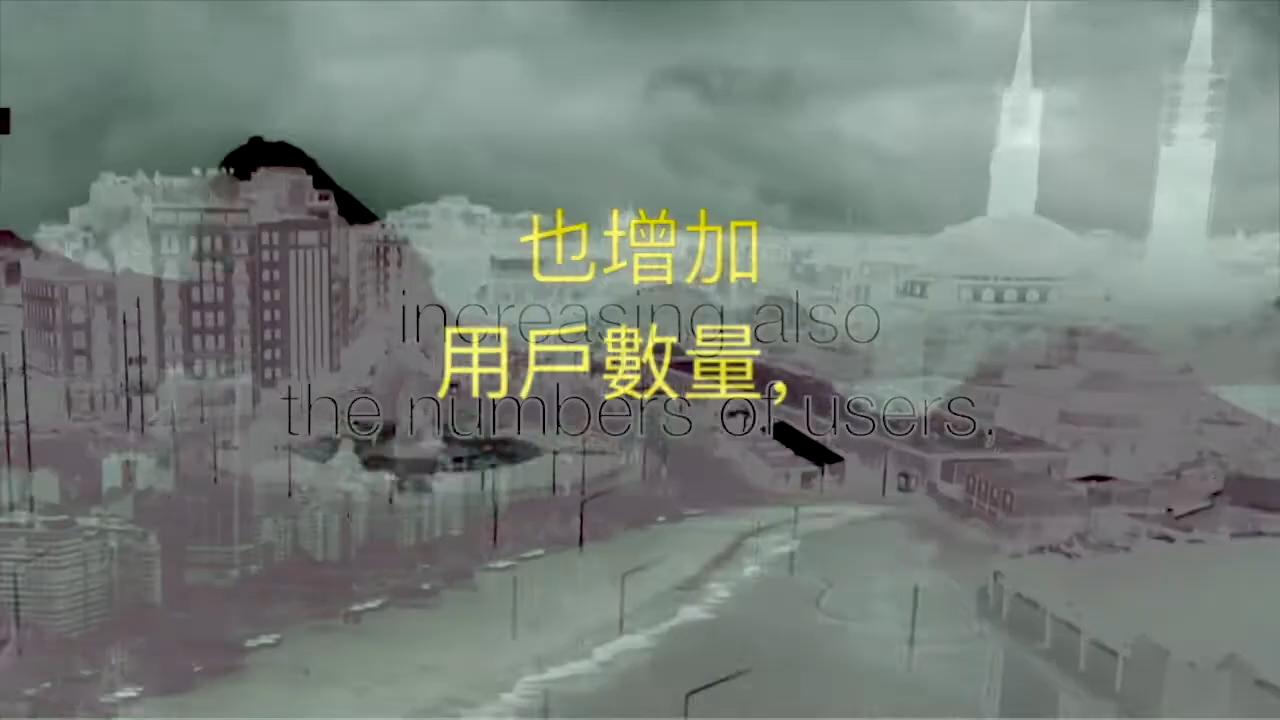 也增加
increasing also
用戶數量,
the numbers of users,